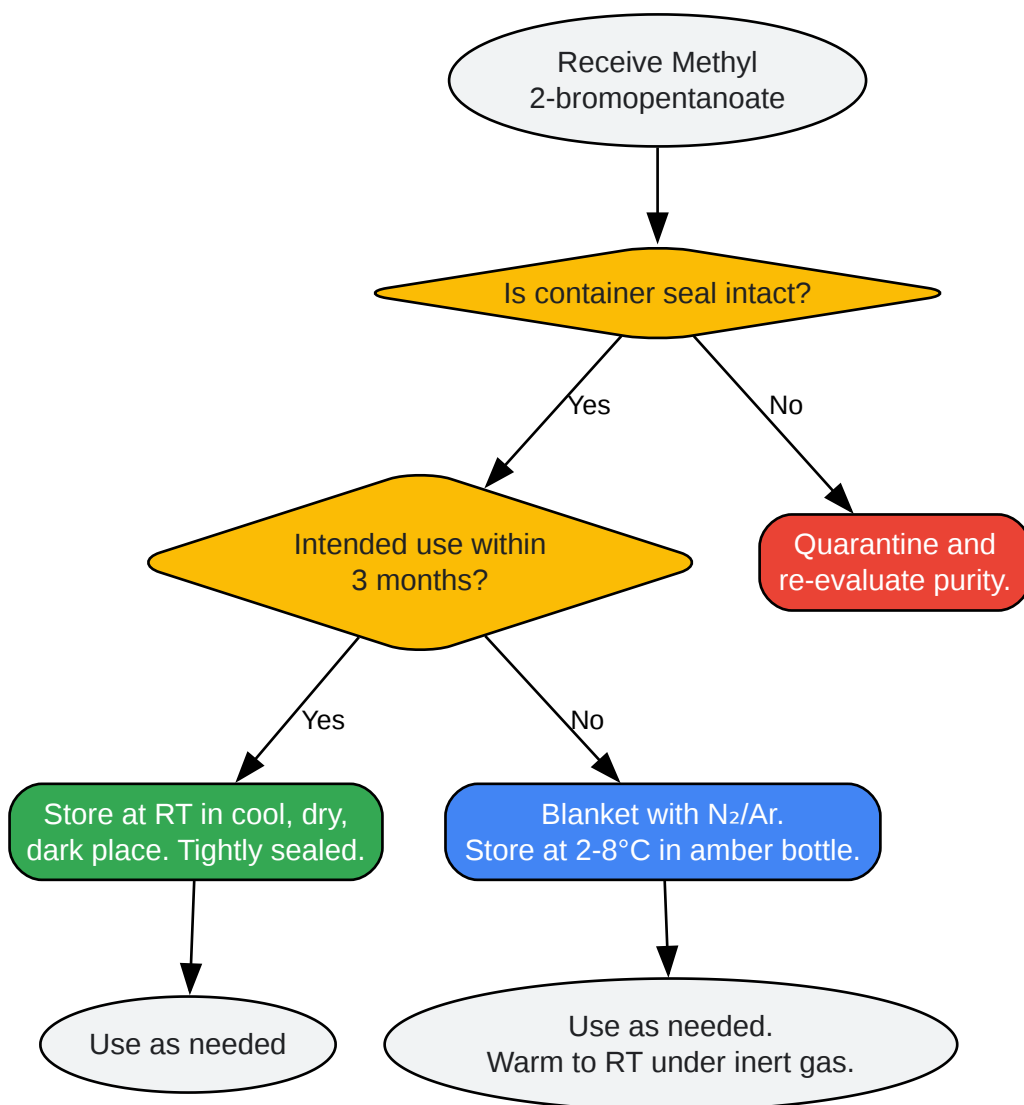 Receive Methyl
2-bromopentanoate
Is container seal intact?
Yes
No
Intended use within
3 months?
Quarantine and
re-evaluate purity.
Yes
No
Store at RT in cool, dry,
dark place. Tightly sealed.
Blanket with N₂/Ar.
Store at 2-8°C in amber bottle.
Use as needed
Use as needed.
Warm to RT under inert gas.